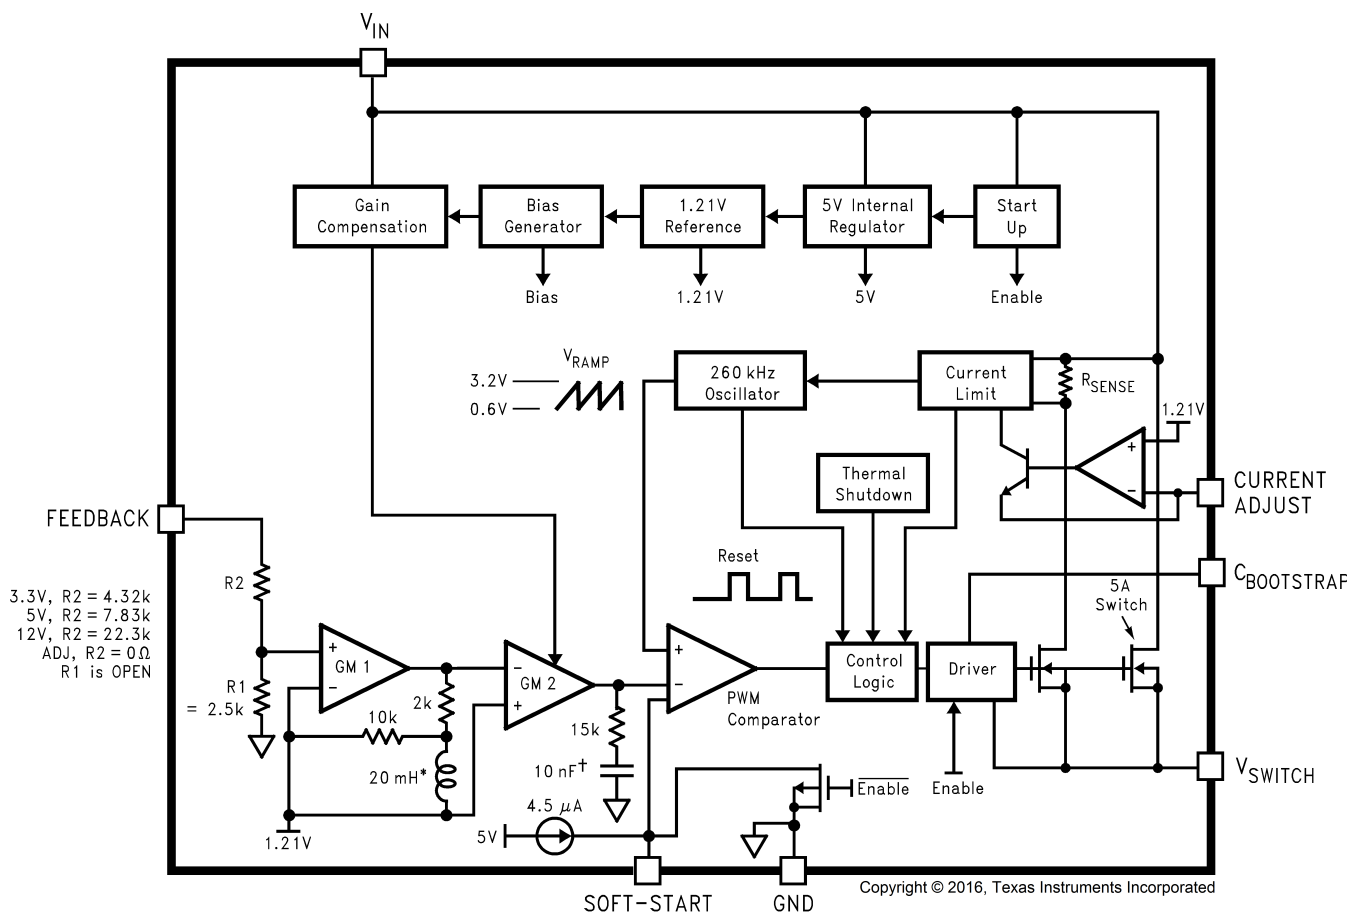 VIN
Gain
Compensation
Bias
Generator
1.21V
Reference
5V Internal
Regulator
Start
Up
Bias
1.21V
5V
Enable
VRAMP
3.2V
0.6V
260 kHz
Oscillator
Current
Limit
RSENSE
1.21V
+
−
Thermal
Shutdown
CURRENT
ADJUST
FEEDBACK
Reset
CBOOTSTRAP
5A
Switch
R2
3.3V, R2 = 4.32k
5V, R2 = 7.83k
12V, R2 = 22.3k
ADJ, R2 = 0Ω
R1 is OPEN
R1
= 2.5k
+
GM 1
−
−
GM 2
+
+
−
PWM
Comparator
Control
Logic
Driver
2k
10k
20 mH*
15k
10 nF†
1.21V
4.5 μA
5V
Enable
Enable
VSWITCH
SOFT-START
GND
Copyright © 2016, Texas Instruments Incorporated